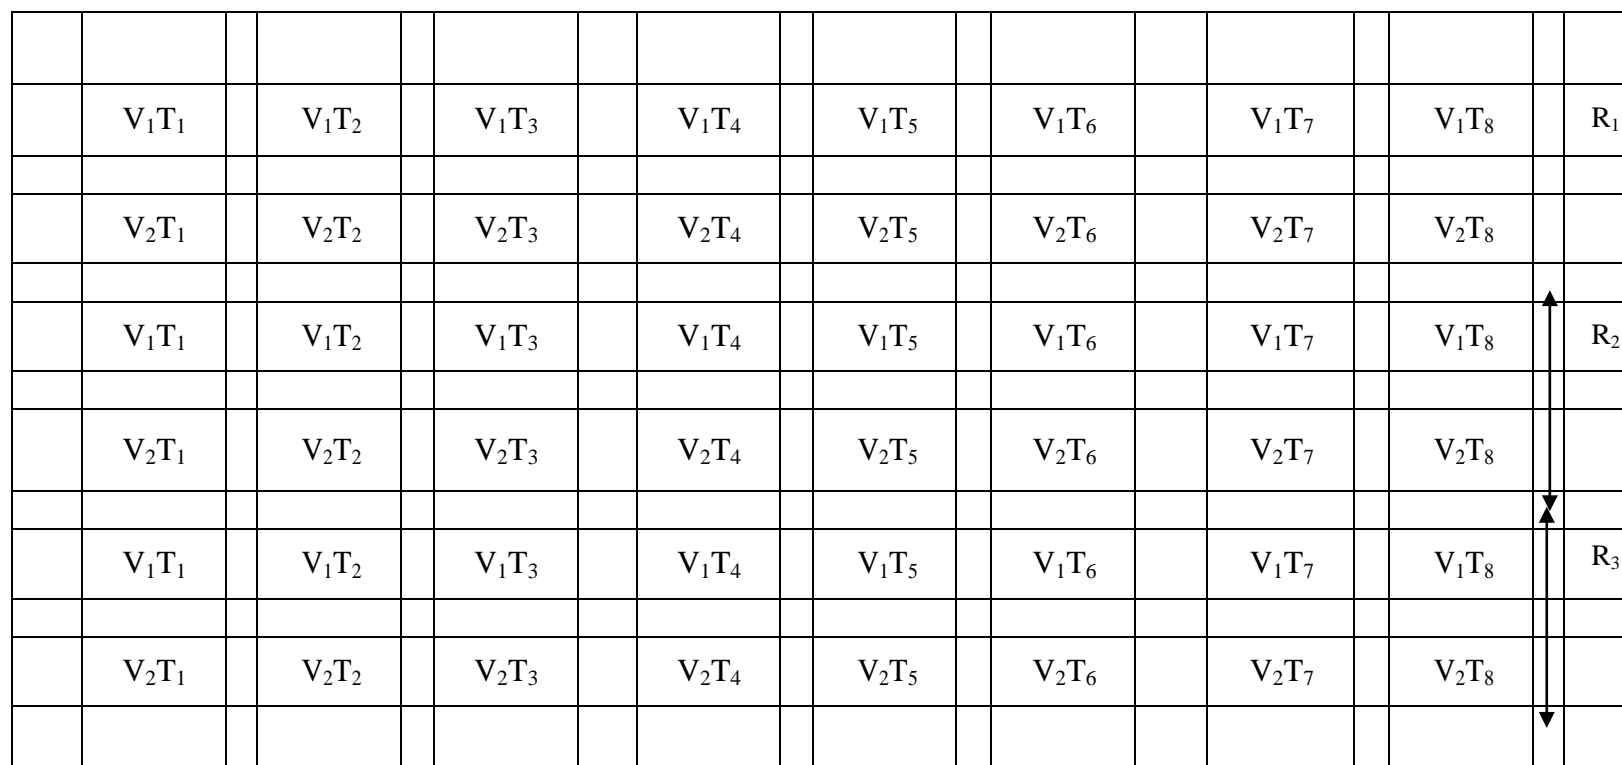 V₁T₁ V₁T₂ V₁T₃ V₁T₄ V₁T₅ V₁T₆ V₁T₇ V₁T₈ R₁
V₂T₁ V₂T₂ V₂T₃ V₂T₄ V₂T₅ V₂T₆ V₂T₇ V₂T₈
V₁T₁ V₁T₂ V₁T₃ V₁T₄ V₁T₅ V₁T₆ V₁T₇ V₁T₈ R₂
V₂T₁ V₂T₂ V₂T₃ V₂T₄ V₂T₅ V₂T₆ V₂T₇ V₂T₈
V₁T₁ V₁T₂ V₁T₃ V₁T₄ V₁T₅ V₁T₆ V₁T₇ V₁T₈ R₃
V₂T₁ V₂T₂ V₂T₃ V₂T₄ V₂T₅ V₂T₆ V₂T₇ V₂T₈